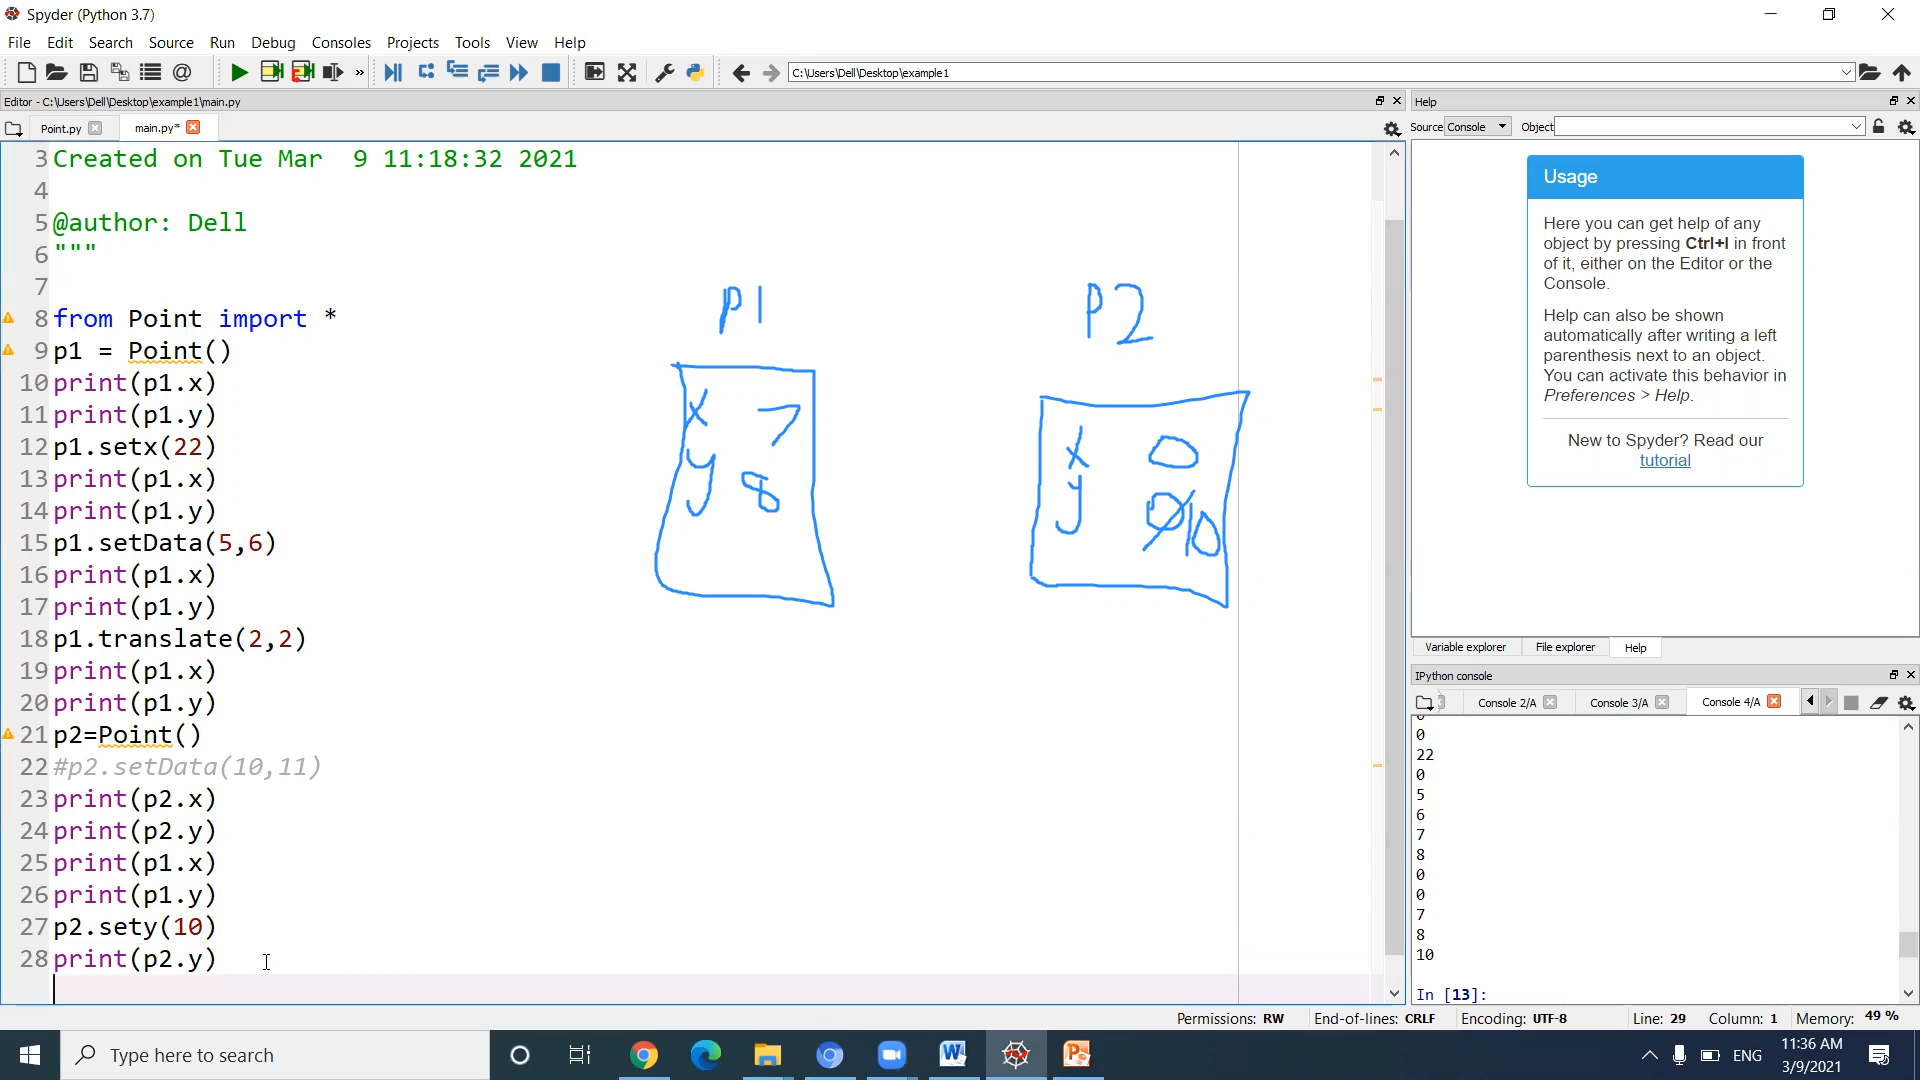 Spyder (Python 3.7)
File Edit Search Source Run Debug Consoles Projects Tools View Help
C:\Users\Dell\Desktop\example1
Editor - C:\Users\Dell\Desktop\example1\main.py
Point.py main.py*
3 Created on Tue Mar  9 11:18:32 2021
4
5 @author: Dell
6 """
7
8 from Point import *
9 p1 = Point()
10 print(p1.x)
11 print(p1.y)
12 p1.setx(22)
13 print(p1.x)
14 print(p1.y)
15 p1.setData(5,6)
16 print(p1.x)
17 print(p1.y)
18 p1.translate(2,2)
19 print(p1.x)
20 print(p1.y)
21 p2=Point()
22 #p2.setData(10,11)
23 print(p2.x)
24 print(p2.y)
25 print(p1.x)
26 print(p1.y)
27 p2.sety(10)
28 print(p2.y)
P1
x 7
y 8
P2
x 0
y 0 10
Help
Source Console Object
Usage
Here you can get help of any
object by pressing Ctrl+I in front
of it, either on the Editor or the
Console.
Help can also be shown
automatically after writing a left
parenthesis next to an object.
You can activate this behavior in
Preferences > Help.
New to Spyder? Read our
tutorial
Variable explorer File explorer Help
IPython console
Console 2/A Console 3/A Console 4/A
0
22
0
5
6
7
8
0
0
7
8
10
In [13]:
Permissions: RW End-of-lines: CRLF Encoding: UTF-8 Line: 29 Column: 1 Memory: 49 %
Type here to search
ENG
11:36 AM
3/9/2021